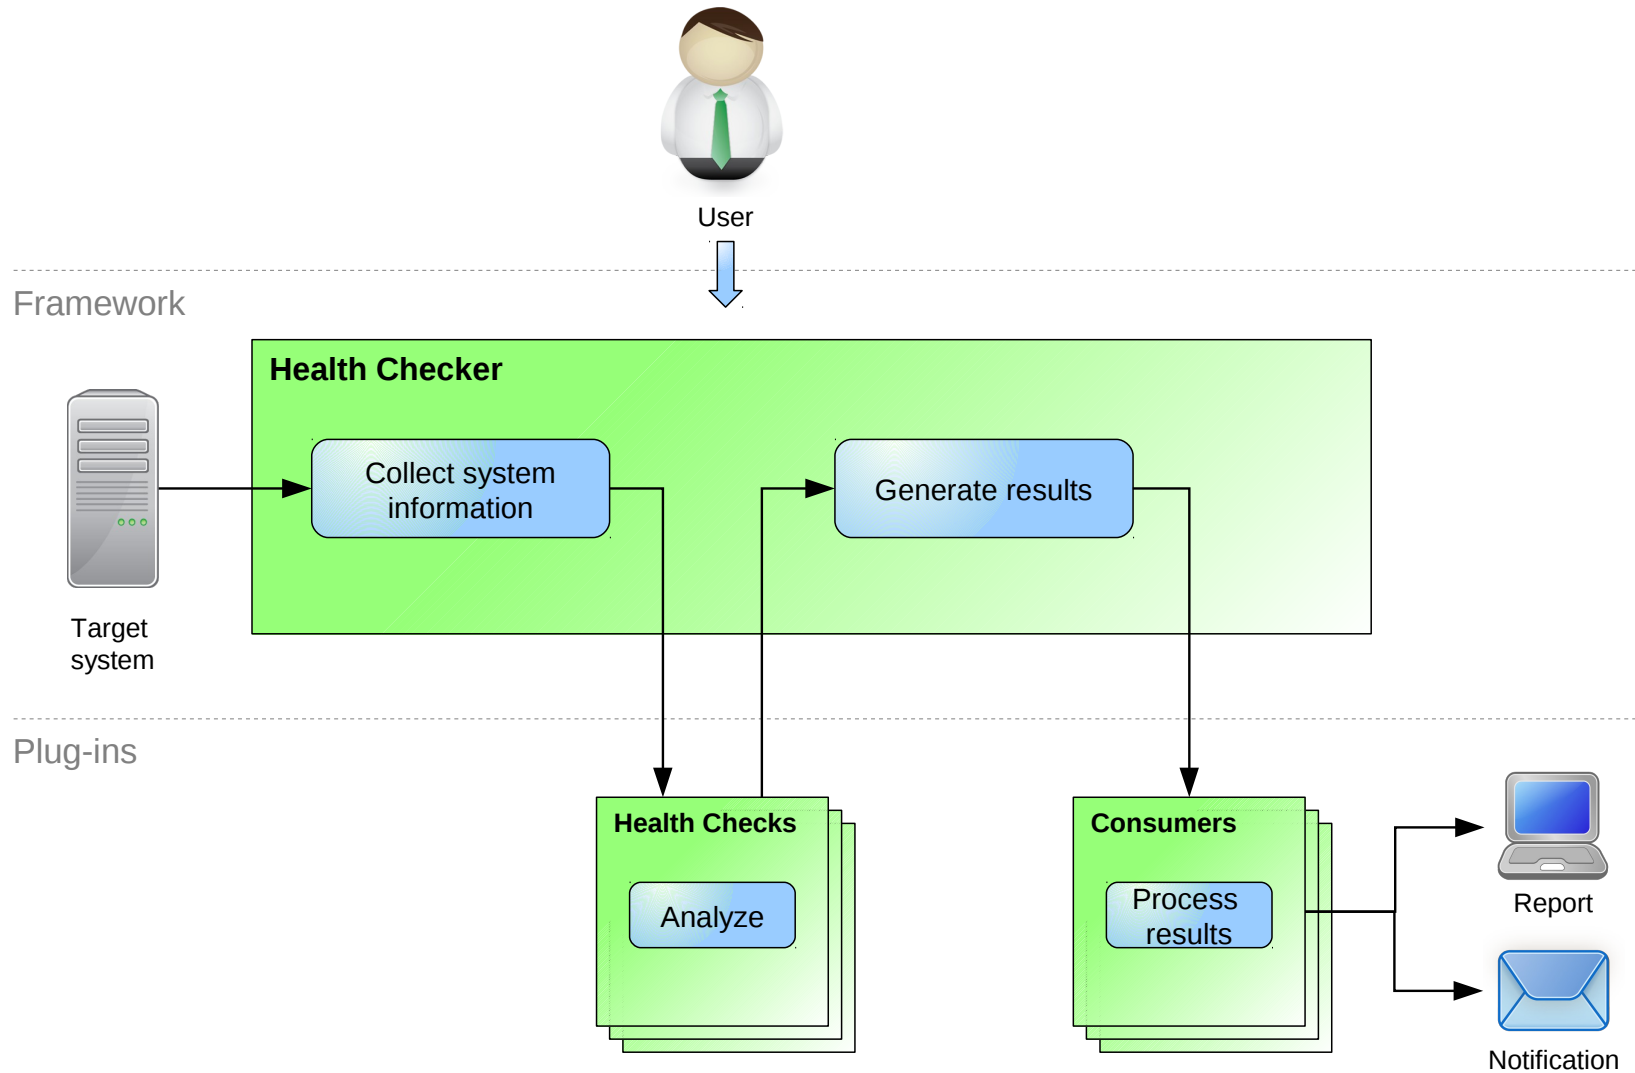 User
Framework
Health Checker
Collect system
information
Generate results
Target
system
Plug-ins
Health Checks
Analyze
Consumers
Process
results
Report
Notification